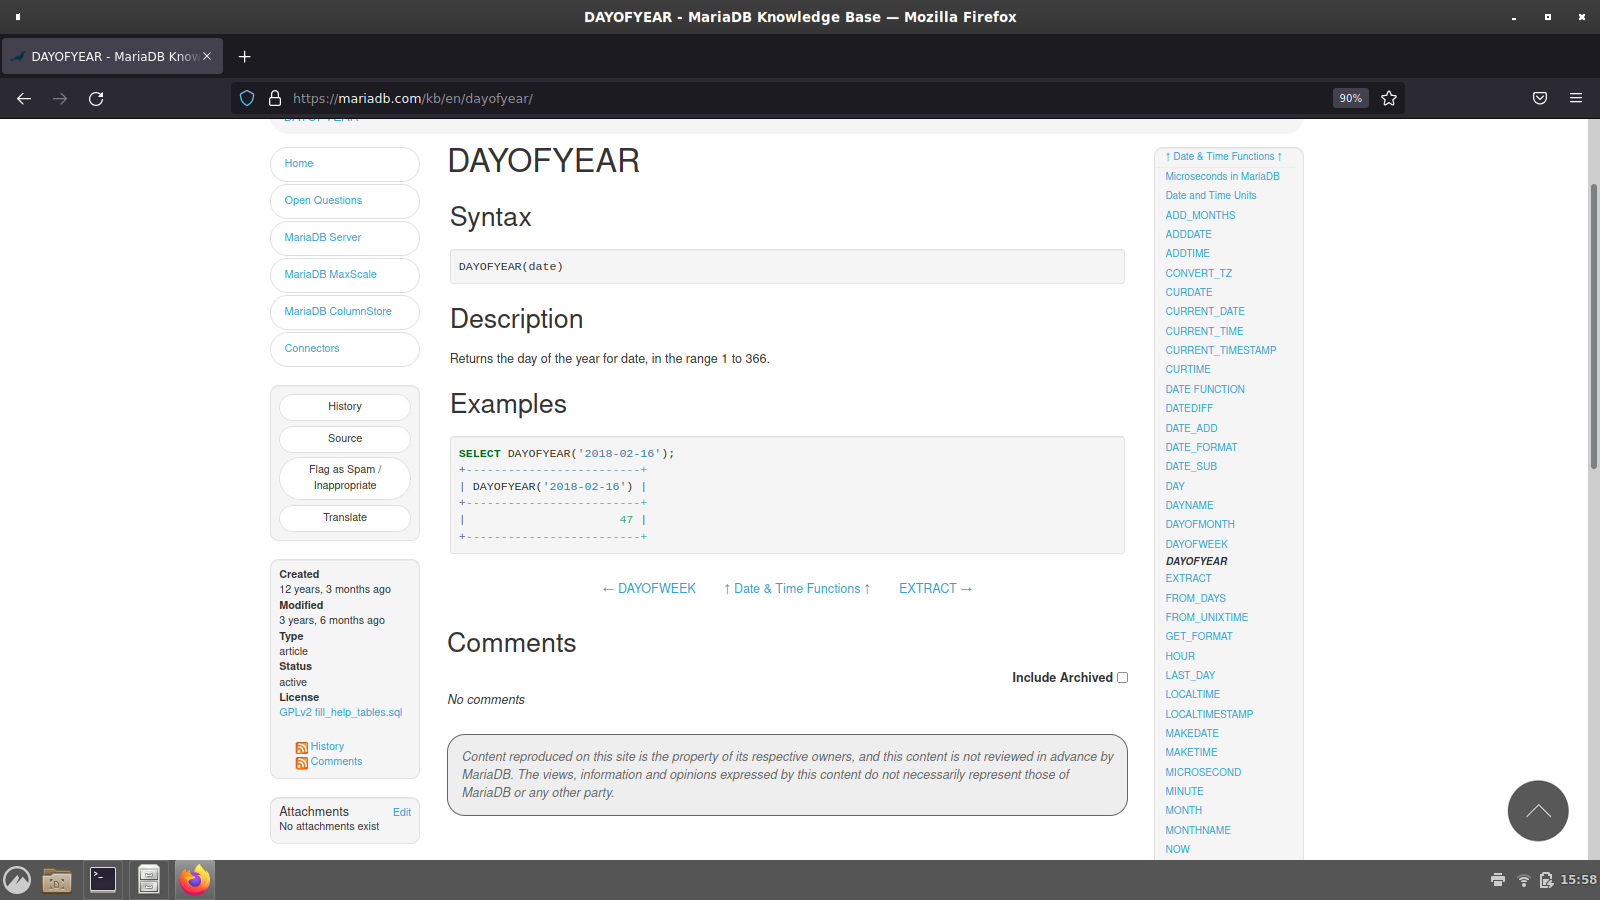 DAYOFYEAR - MariaDB Knowledge Base — Mozilla Firefox
DAYOFYEAR - MariaDB Know
https://mariadb.com/kb/en/dayofyear/
90%
DAYOFYEAR
Home
Open Questions
MariaDB Server
MariaDB MaxScale
MariaDB ColumnStore
Connectors
History
Source
Flag as Spam /
Inappropriate
Translate
Created
12 years, 3 months ago
Modified
3 years, 6 months ago
Type
article
Status
active
License
GPLv2 fill_help_tables.sql
History
Comments
Attachments Edit
No attachments exist
DAYOFYEAR
Syntax
DAYOFYEAR(date)
Description
Returns the day of the year for date, in the range 1 to 366.
Examples
SELECT DAYOFYEAR('2018-02-16');
+-------------------------+
| DAYOFYEAR('2018-02-16') |
+-------------------------+
|                      47 |
+-------------------------+
← DAYOFWEEK ↑ Date & Time Functions ↑ EXTRACT →
Comments
Include Archived
No comments
Content reproduced on this site is the property of its respective owners, and this content is not reviewed in advance by
MariaDB. The views, information and opinions expressed by this content do not necessarily represent those of
MariaDB or any other party.
↑ Date & Time Functions ↑
Microseconds in MariaDB
Date and Time Units
ADD_MONTHS
ADDDATE
ADDTIME
CONVERT_TZ
CURDATE
CURRENT_DATE
CURRENT_TIME
CURRENT_TIMESTAMP
CURTIME
DATE FUNCTION
DATEDIFF
DATE_ADD
DATE_FORMAT
DATE_SUB
DAY
DAYNAME
DAYOFMONTH
DAYOFWEEK
DAYOFYEAR
EXTRACT
FROM_DAYS
FROM_UNIXTIME
GET_FORMAT
HOUR
LAST_DAY
LOCALTIME
LOCALTIMESTAMP
MAKEDATE
MAKETIME
MICROSECOND
MINUTE
MONTH
MONTHNAME
NOW
15:58